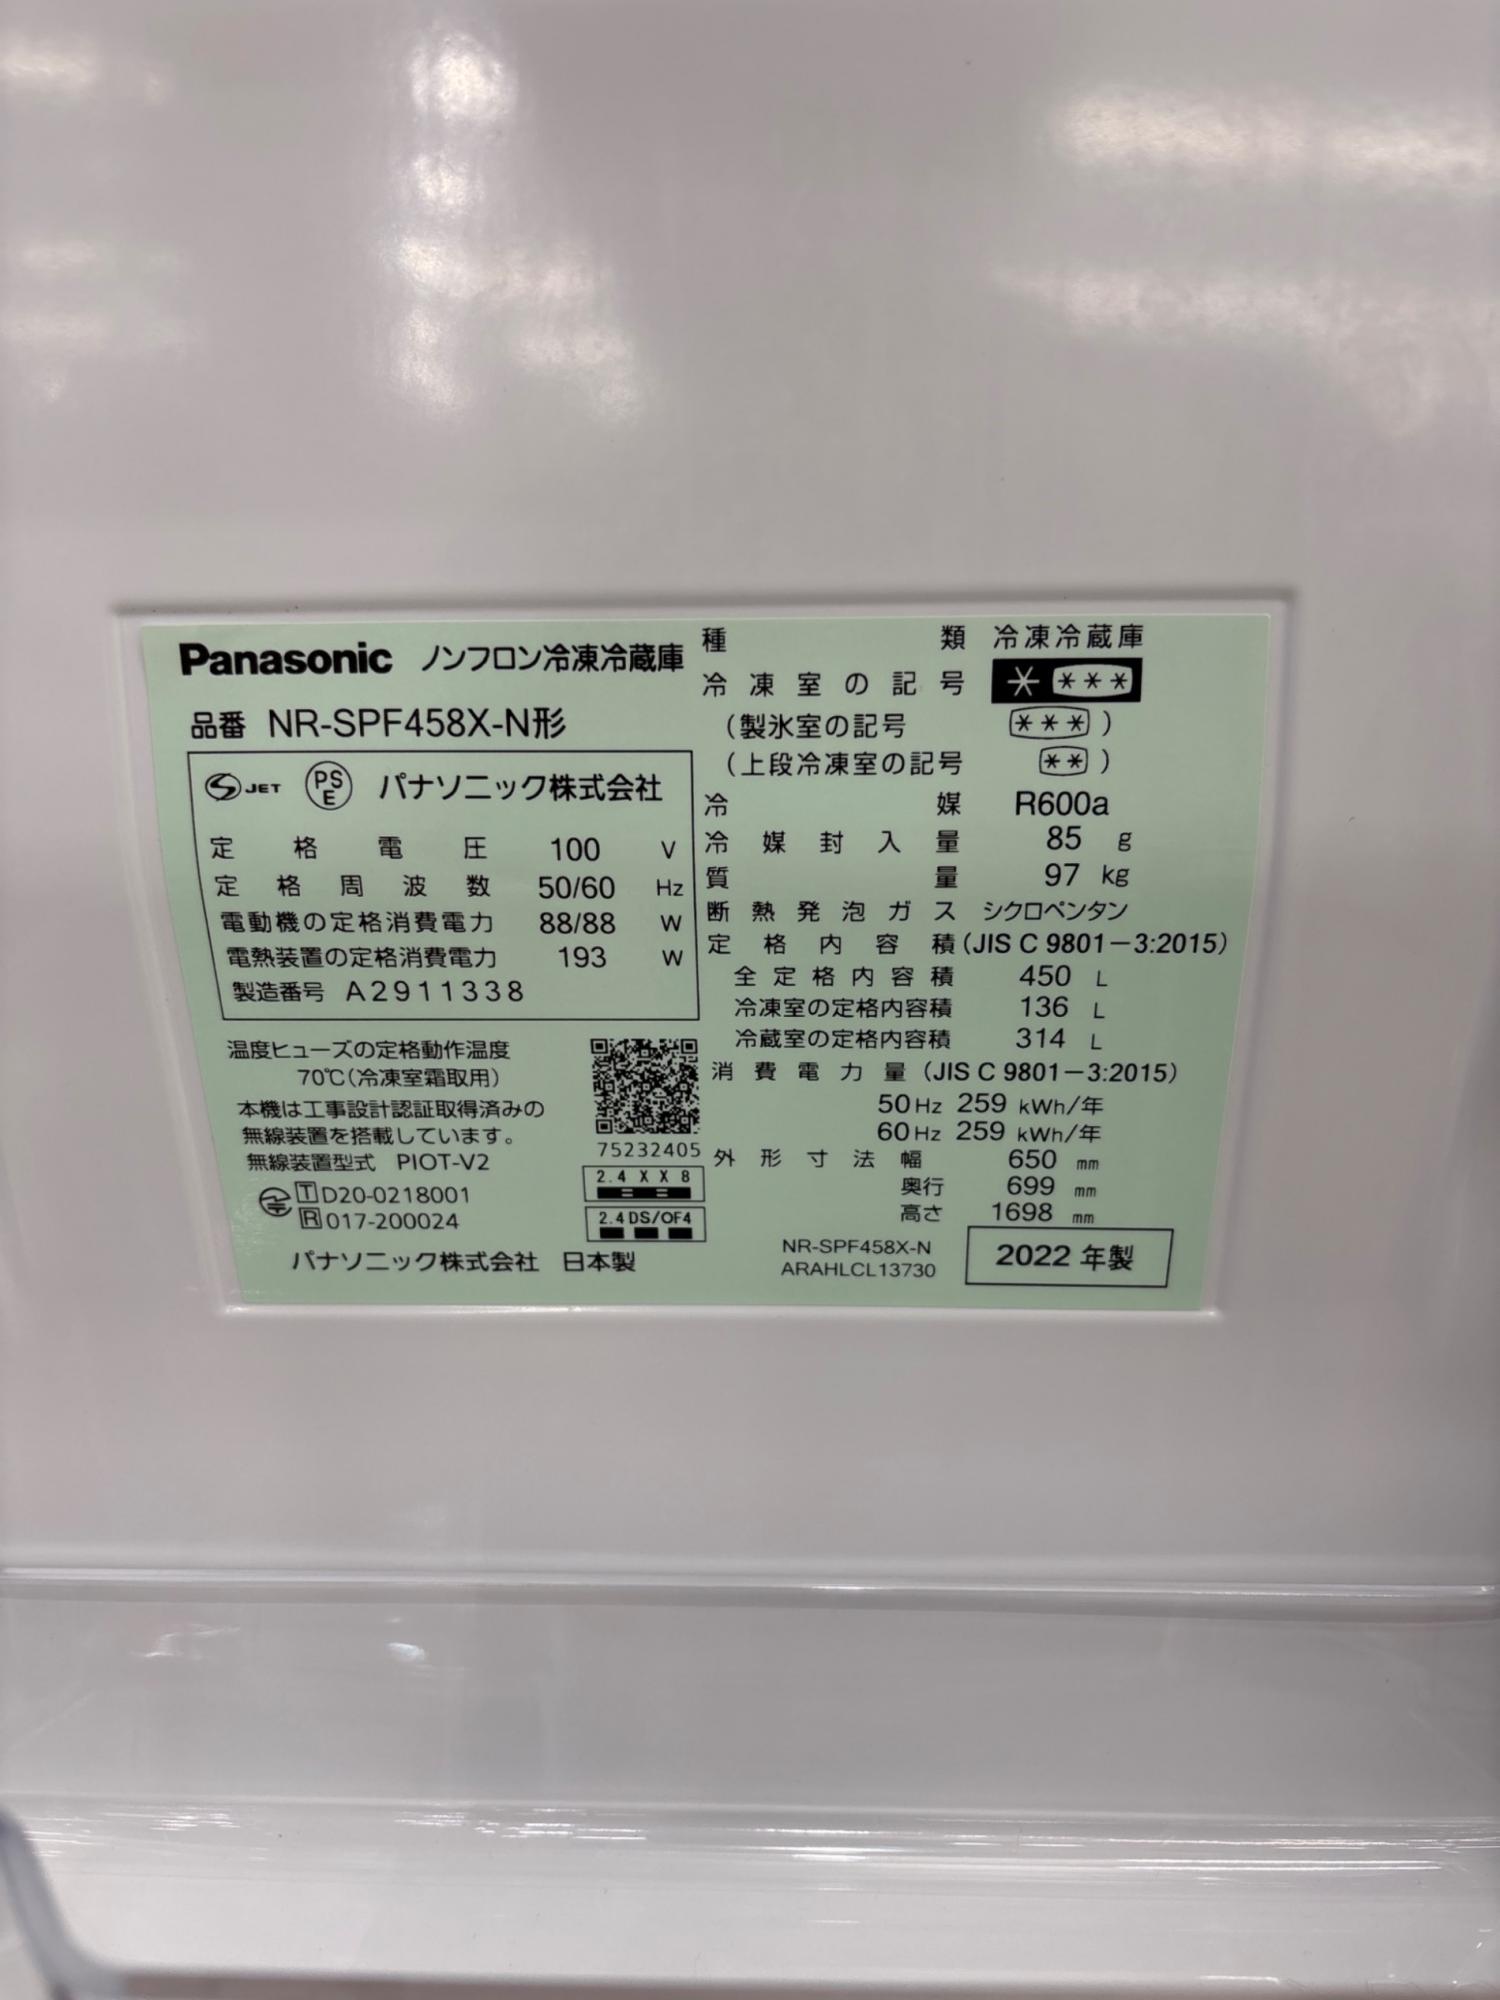 Panasonic ノンフロン冷凍冷蔵庫
品番 NR-SPF458X-N形
S JET PSE パナソニック株式会社
定格電圧 100 V
定格周波数 50/60 Hz
電動機の定格消費電力 88/88 W
電熱装置の定格消費電力 193 W
製造番号 A2911338
温度ヒューズの定格動作温度
70℃(冷凍室霜取用)
本機は工事設計認証取得済みの
無線装置を搭載しています。
無線装置型式 PIOT-V2
T D20-0218001
R 017-200024
パナソニック株式会社 日本製
75232405
2.4 X X 8
2.4DS/OF4
種類 冷凍冷蔵庫
冷凍室の記号 * ***
(製氷室の記号 ***)
(上段冷凍室の記号 **)
冷媒 R600a
冷媒封入量 85 g
質量 97 kg
断熱発泡ガス シクロペンタン
定格内容積(JIS C 9801-3:2015)
全定格内容積 450 L
冷凍室の定格内容積 136 L
冷蔵室の定格内容積 314 L
消費電力量(JIS C 9801-3:2015)
50Hz 259 kWh/年
60Hz 259 kWh/年
外形寸法 幅 650 mm
奥行 699 mm
高さ 1698 mm
NR-SPF458X-N
ARAHLCL13730
2022年製